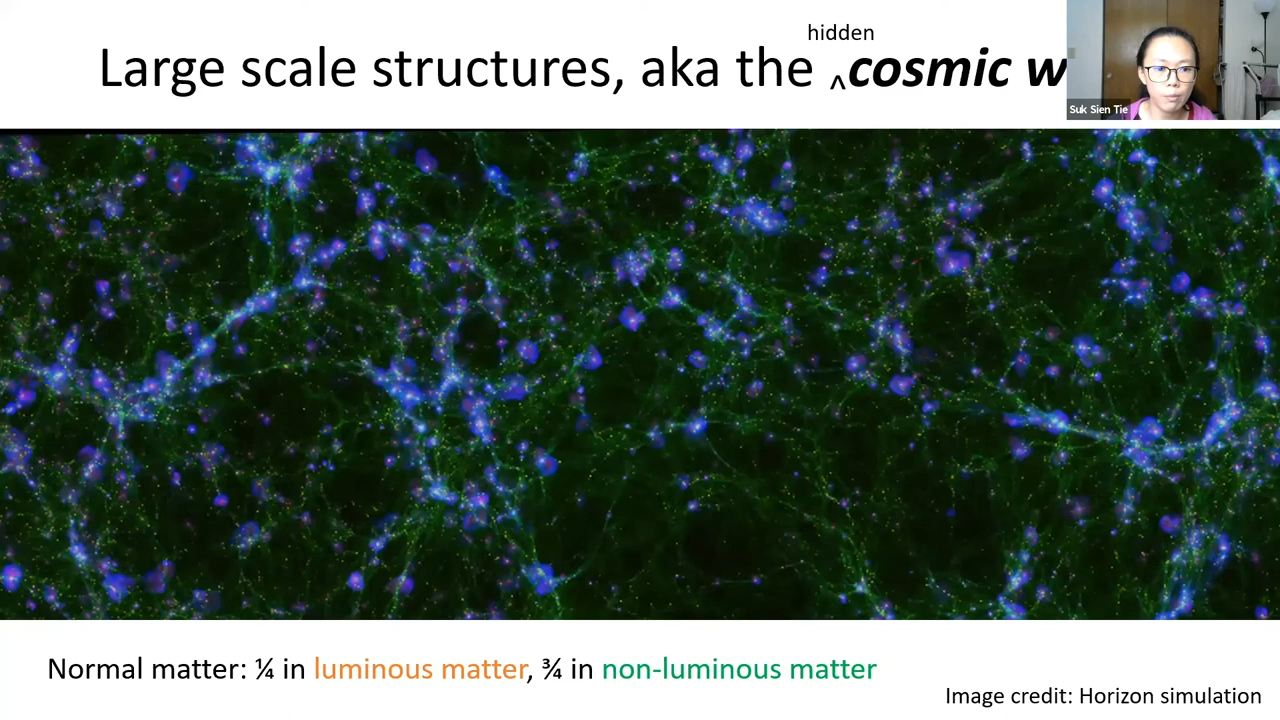 hidden
Large scale structures, aka the ^cosmic w
Suk Sien Tie
Normal matter: ¼ in luminous matter, ¾ in non-luminous matter
Image credit: Horizon simulation